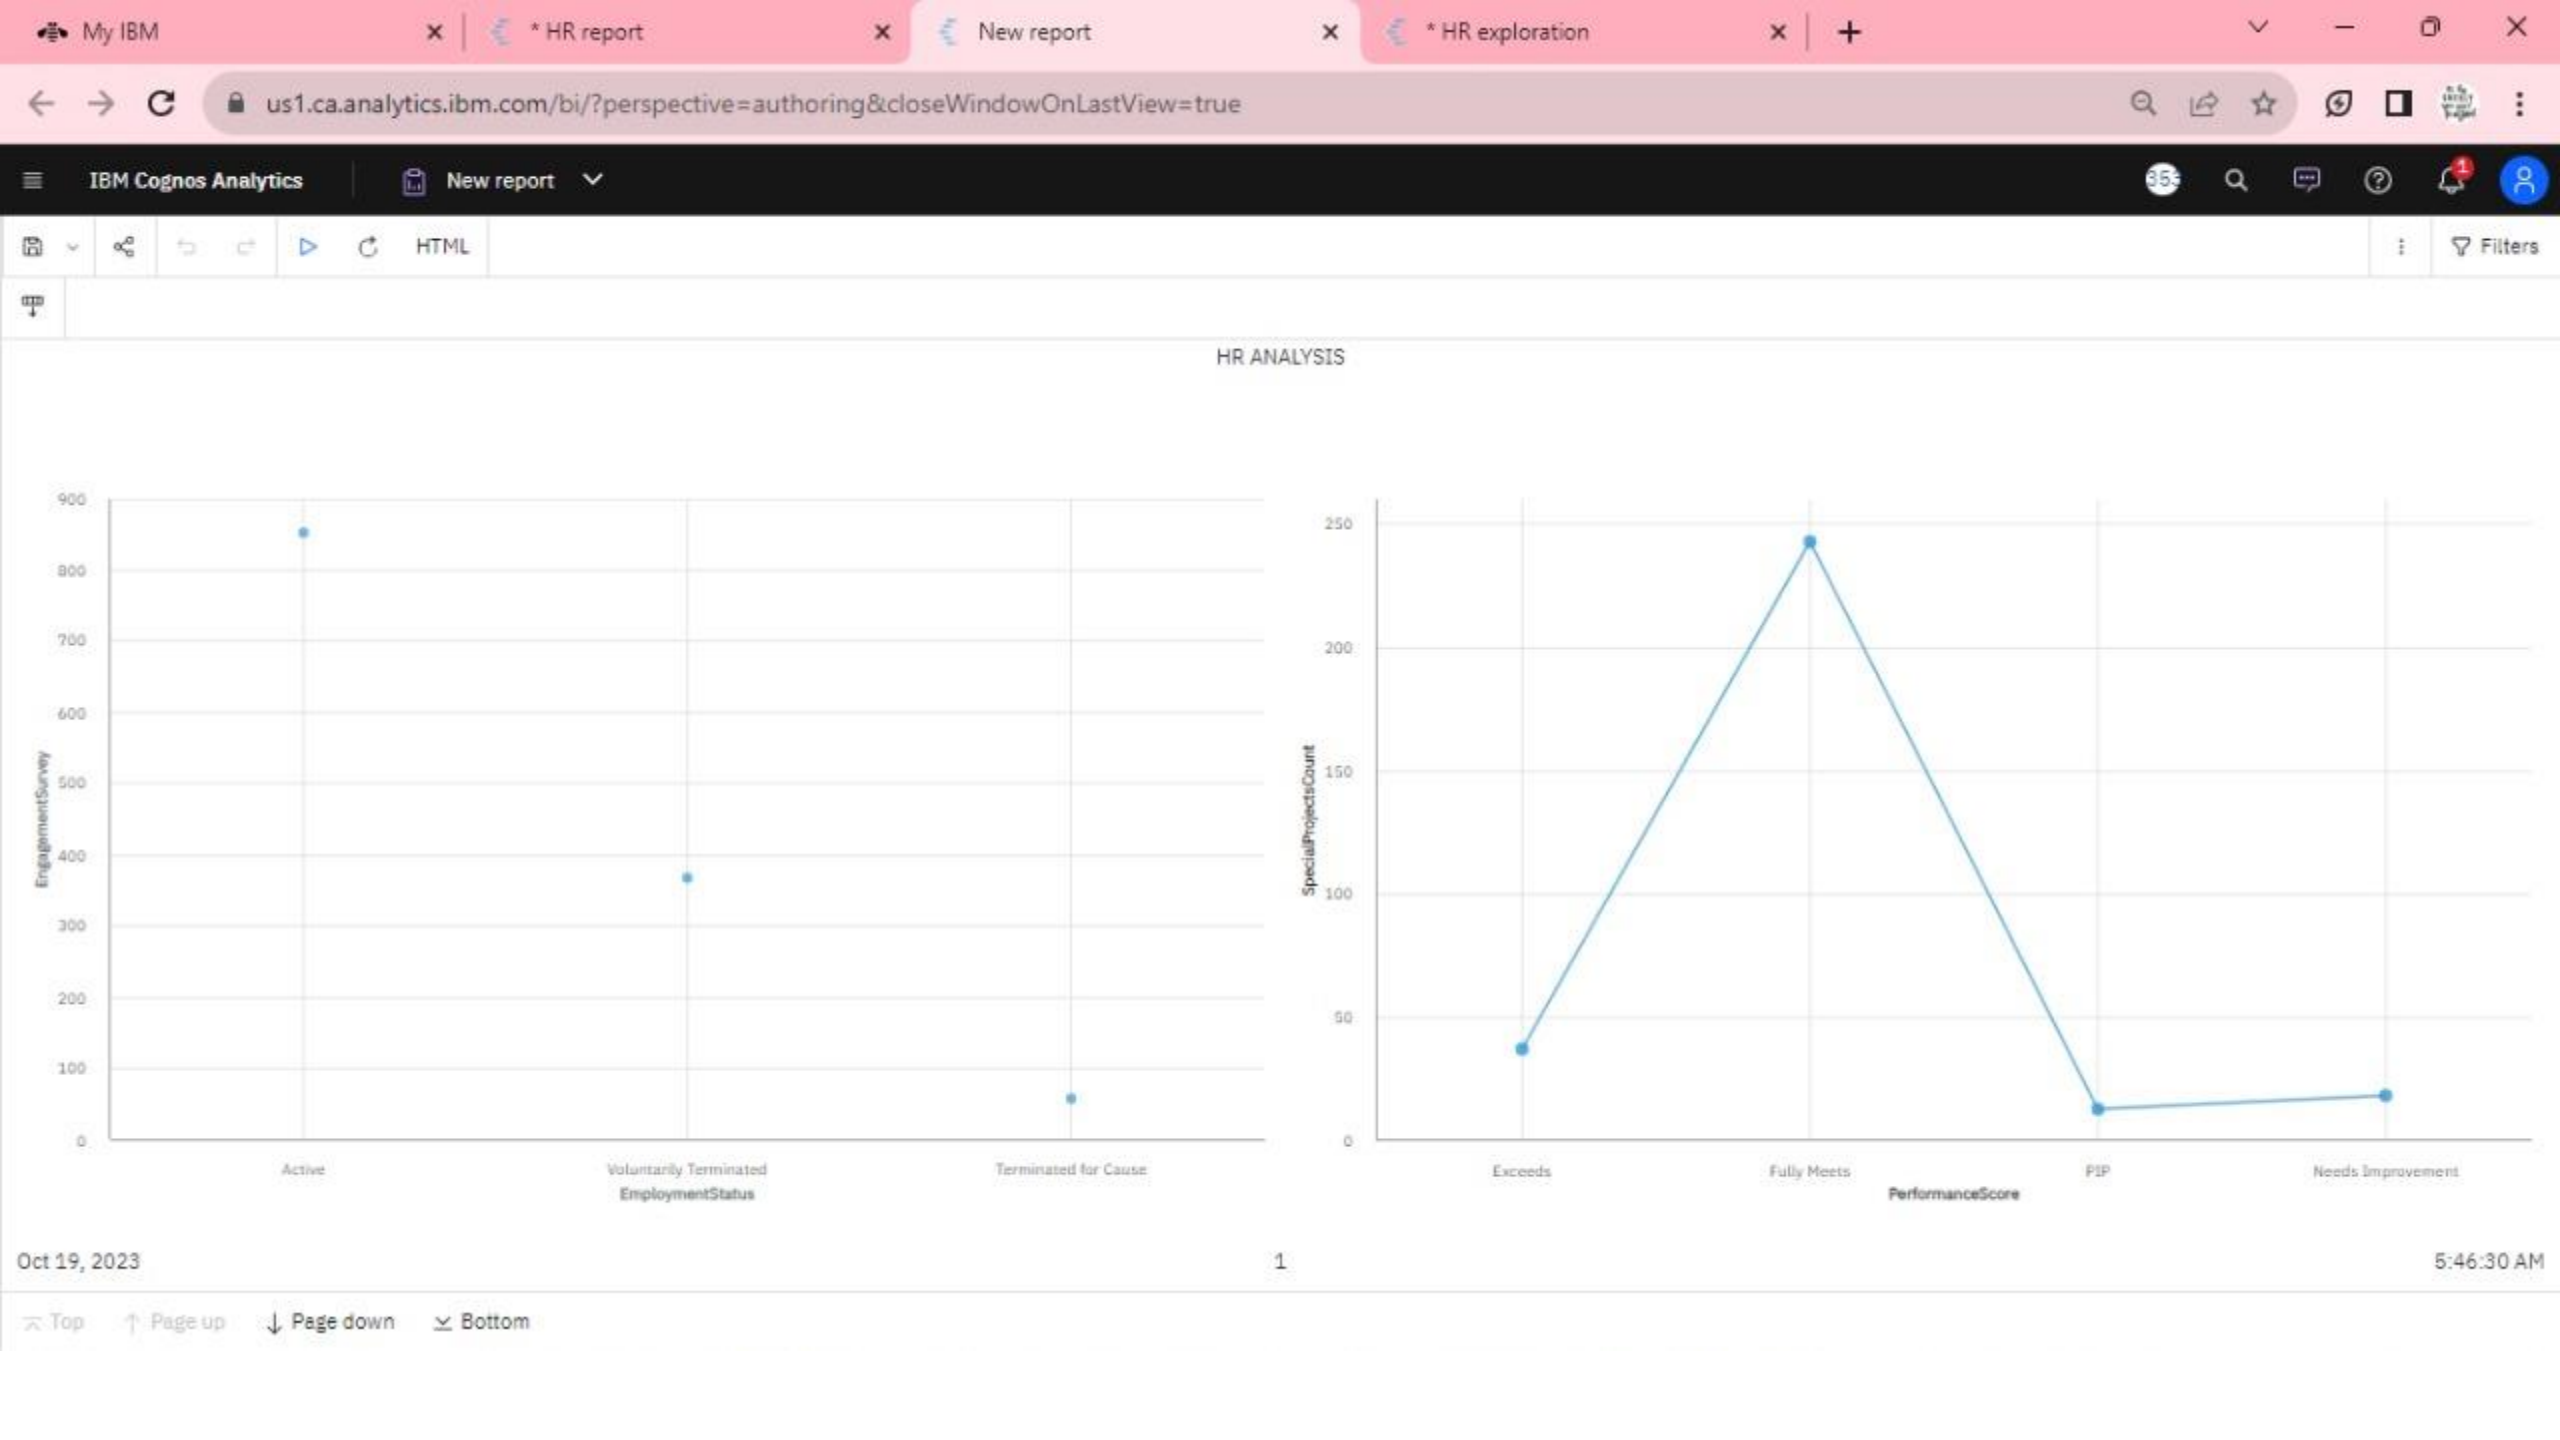 My IBM
* HR report
New report
* HR exploration
us1.ca.analytics.ibm.com/bi/?perspective=authoring&closeWindowOnLastView=true
IBM Cognos Analytics
New report
353
1
HTML
Filters
HR ANALYSIS
900
800
700
600
500
400
300
200
100
0
EngagementSurvey
Active
Voluntarily Terminated
Terminated for Cause
EmploymentStatus
250
200
150
100
50
0
SpecialProjectsCount
Exceeds
Fully Meets
PIP
Needs Improvement
PerformanceScore
Oct 19, 2023
1
5:46:30 AM
Top
Page up
Page down
Bottom